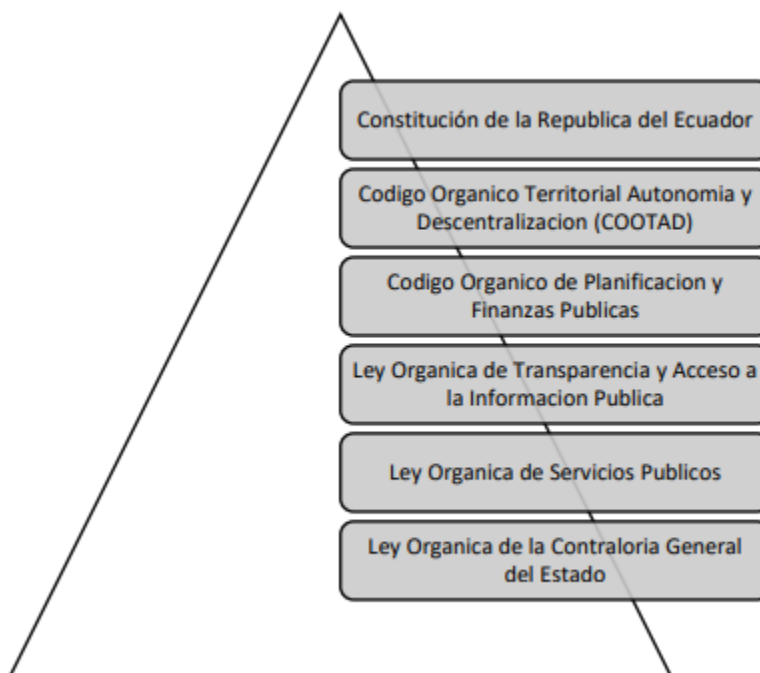 Constitución de la Republica del Ecuador
Codigo Organico Territorial Autonomia y
Descentralizacion (COOTAD)
Codigo Organico de Planificacion y
Finanzas Publicas
Ley Organica de Transparencia y Acceso a
la Informacion Publica
Ley Organica de Servicios Publicos
Ley Organica de la Contraloria General
del Estado